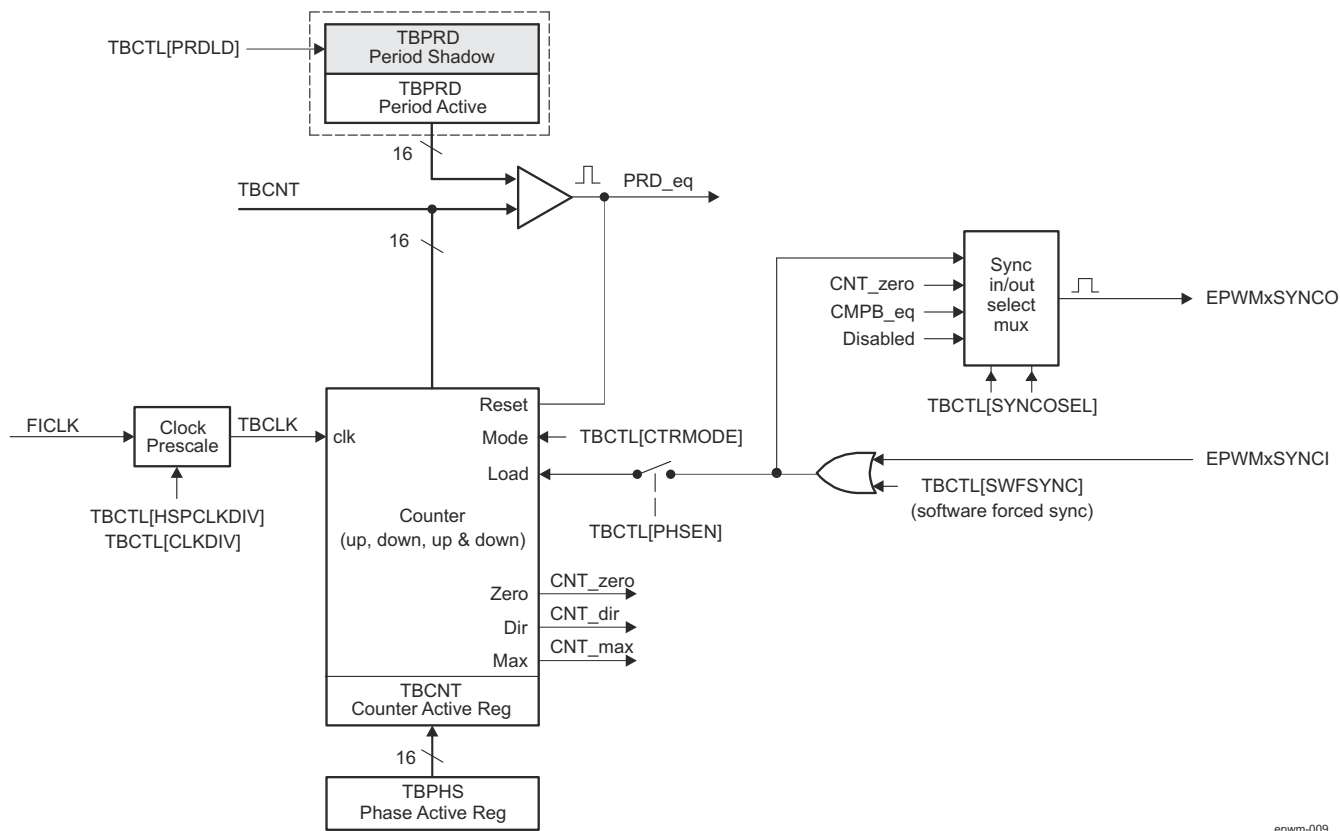 TBCTL[PRDLD]
TBPRD
Period Shadow
TBPRD
Period Active
16
TBCNT
PRD_eq
16
CNT_zero
CMPB_eq
Disabled
Sync
in/out
select
mux
EPWMxSYNCO
TBCTL[SYNCOSEL]
FICLK
Clock
Prescale
TBCLK
clk
Reset
Mode
TBCTL[CTRMODE]
Load
EPWMxSYNCI
TBCTL[SWFSYNC]
(software forced sync)
TBCTL[PHSEN]
TBCTL[HSPCLKDIV]
TBCTL[CLKDIV]
Counter
(up, down, up & down)
Zero
CNT_zero
Dir
CNT_dir
Max
CNT_max
TBCNT
Counter Active Reg
16
TBPHS
Phase Active Reg
epwm-009